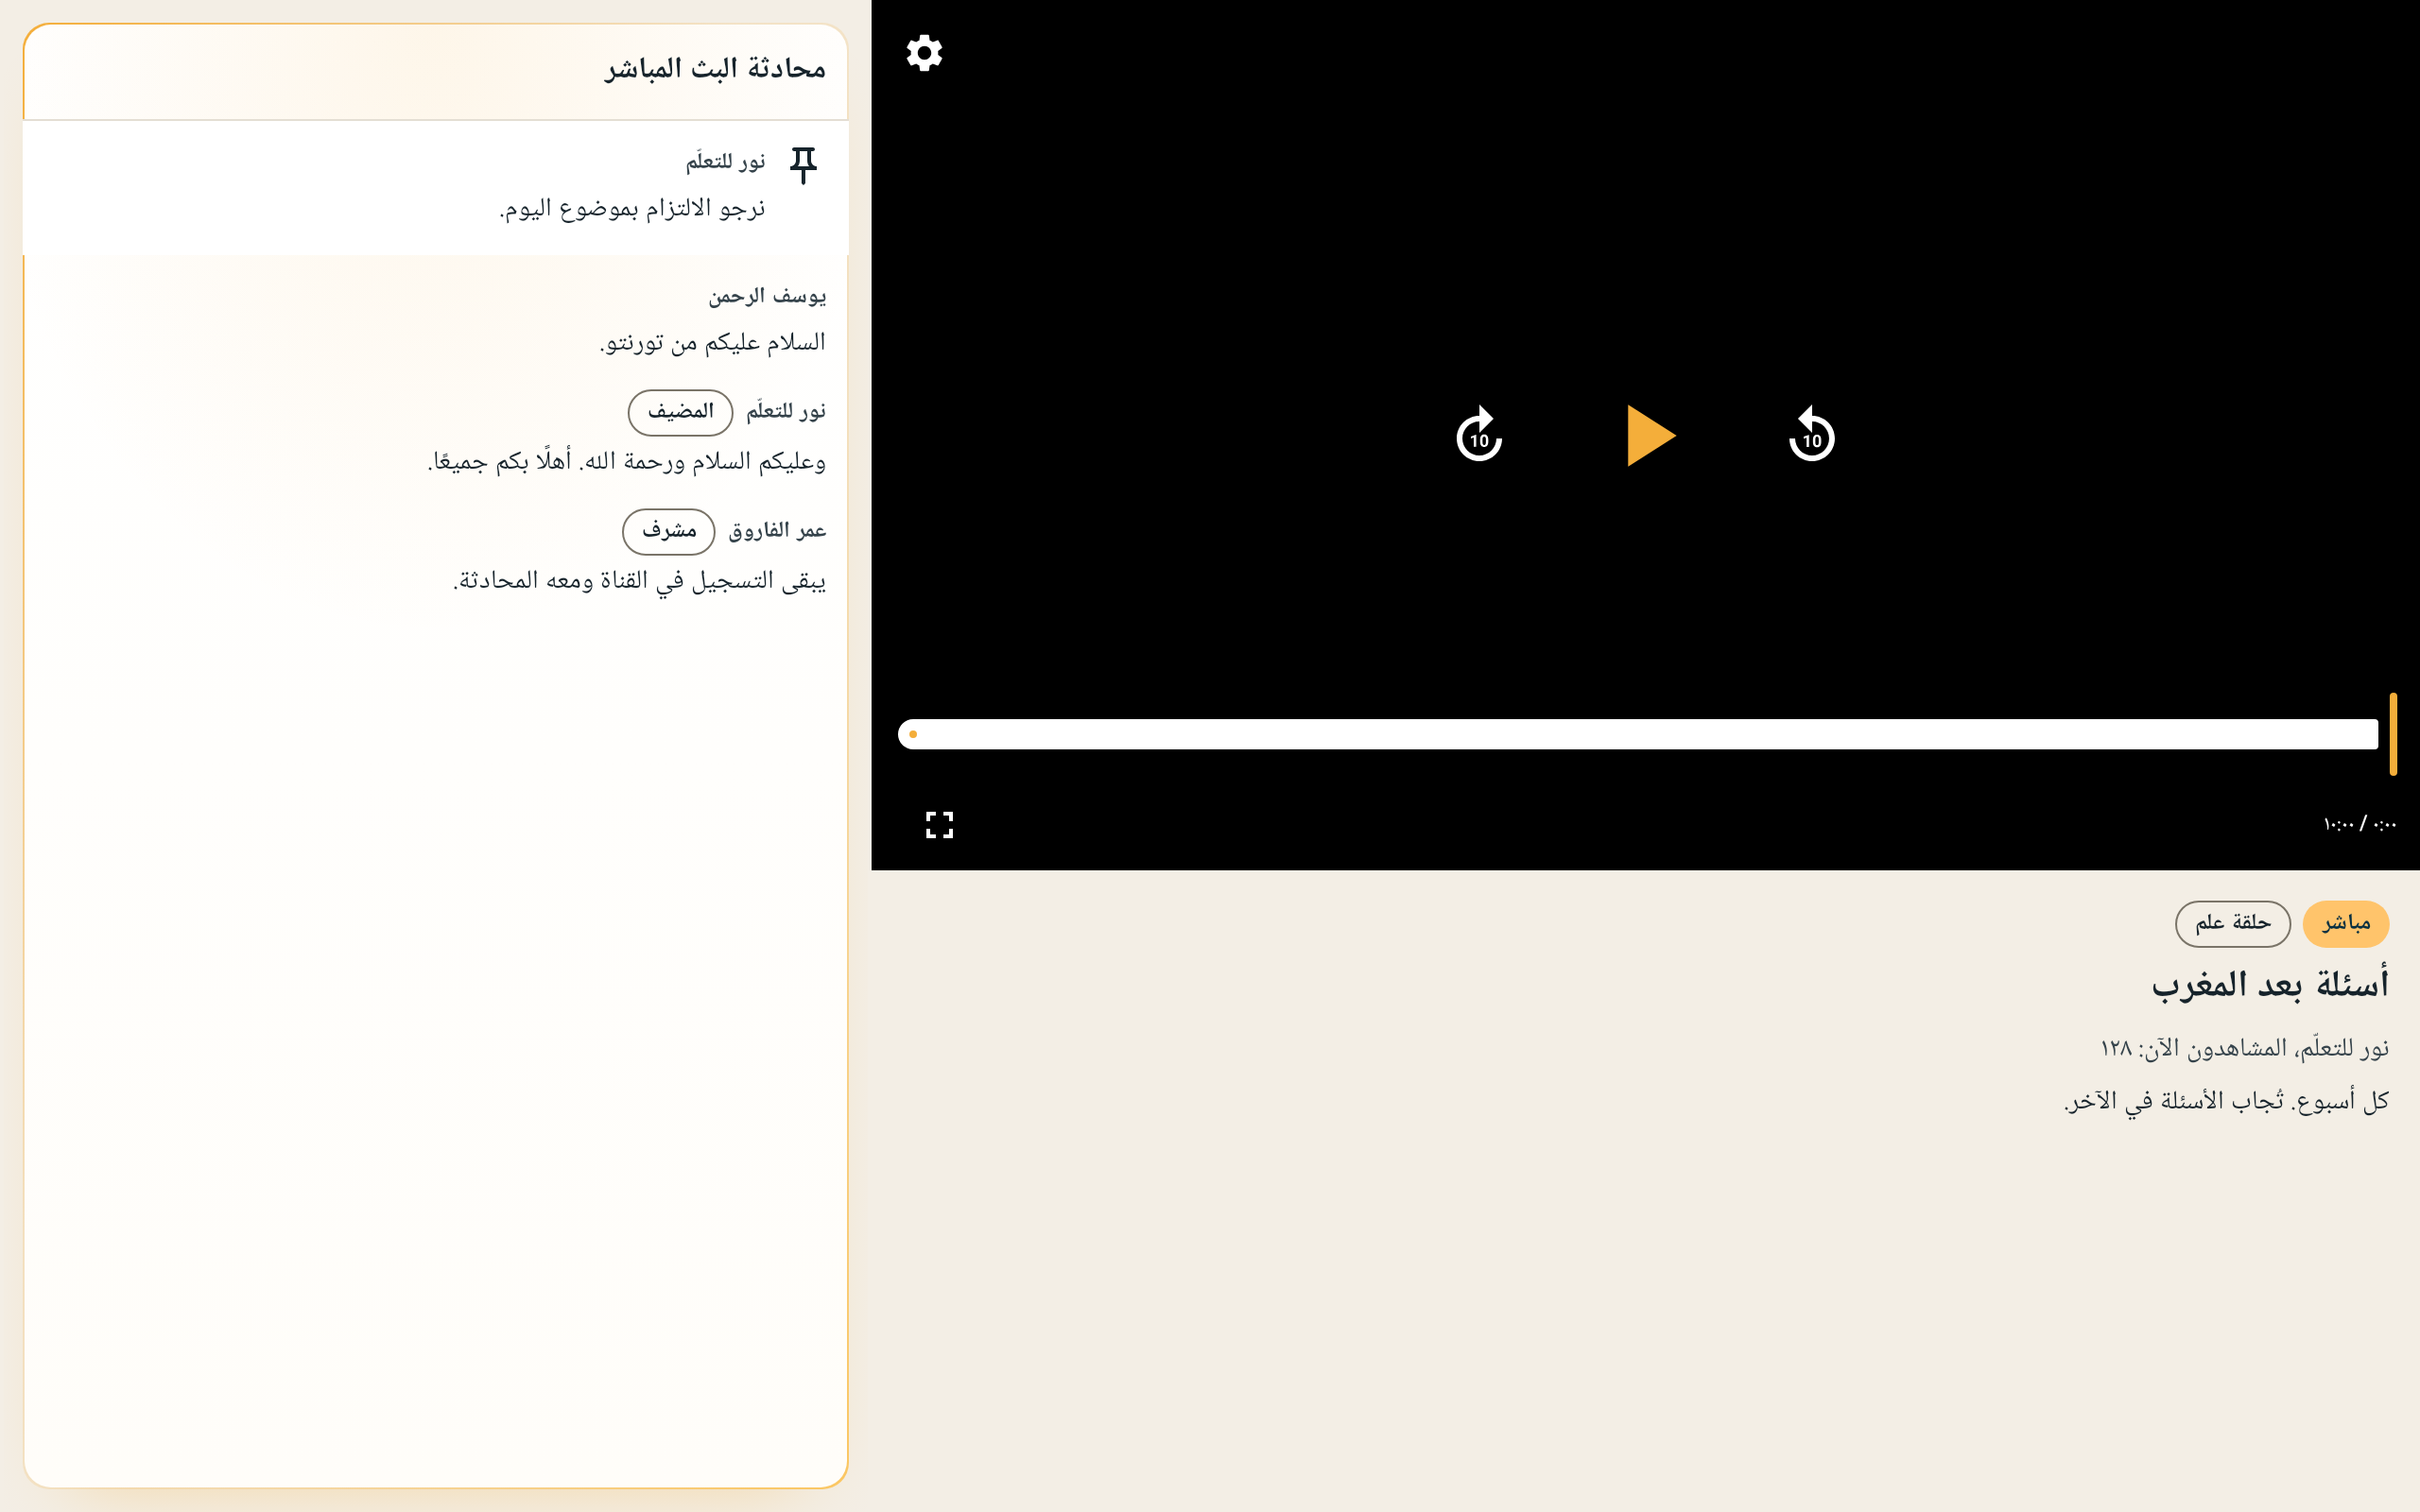 محادثة البث المباشر
نور للتعلّم
نرجو الالتزام بموضوع اليوم.
يوسف الرحمن
السلام عليكم من تورنتو.
نور للتعلّم المضيف
وعليكم السلام ورحمة الله. أهلًا بكم جميعًا.
عمر الفاروق مشرف
يبقى التسجيل في القناة ومعه المحادثة.
10 10
٠:٠٠ / ١٠:٠٠
مباشر حلقة علم
أسئلة بعد المغرب
نور للتعلّم، المشاهدون الآن: ١٢٨
كل أسبوع. تُجاب الأسئلة في الآخر.